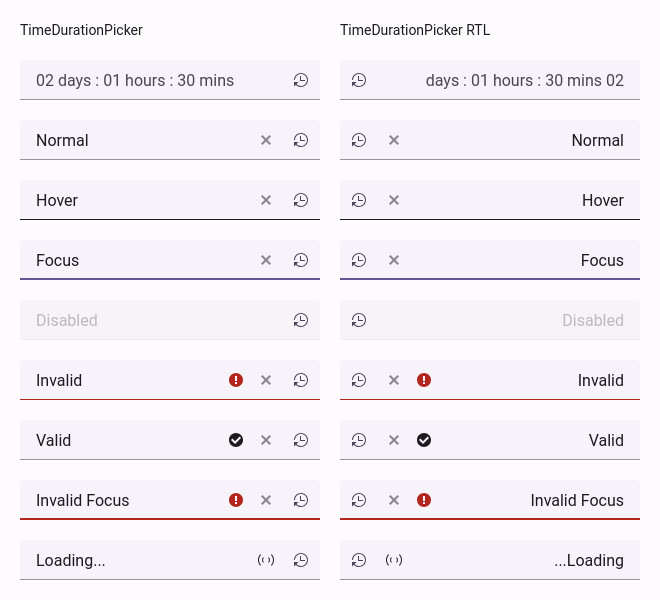 TimeDurationPicker
TimeDurationPicker RTL
02 days : 01 hours : 30 mins
days : 01 hours : 30 mins 02
Normal
Normal
Hover
Hover
Focus
Focus
Disabled
Disabled
Invalid
Invalid
Valid
Valid
Invalid Focus
Invalid Focus
Loading...
...Loading